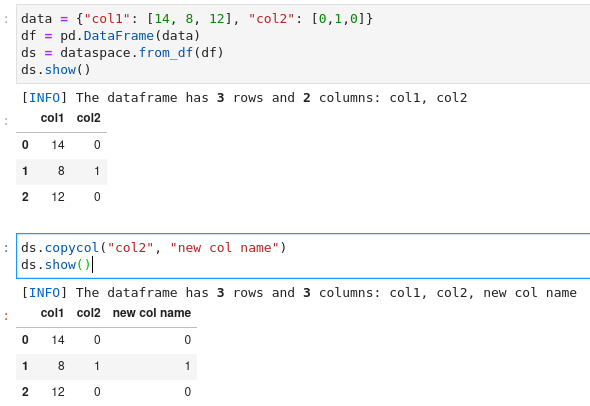 data = {"col1": [14, 8, 12], "col2": [0,1,0]}
df = pd.DataFrame(data)
ds = dataspace.from_df(df)
ds.show()
[INFO] The dataframe has 3 rows and 2 columns: col1, col2
col1 col2
0 14 0
1 8 1
2 12 0
ds.copycol("col2", "new col name")
ds.show()
[INFO] The dataframe has 3 rows and 3 columns: col1, col2, new col name
col1 col2 new col name
0 14 0 0
1 8 1 1
2 12 0 0